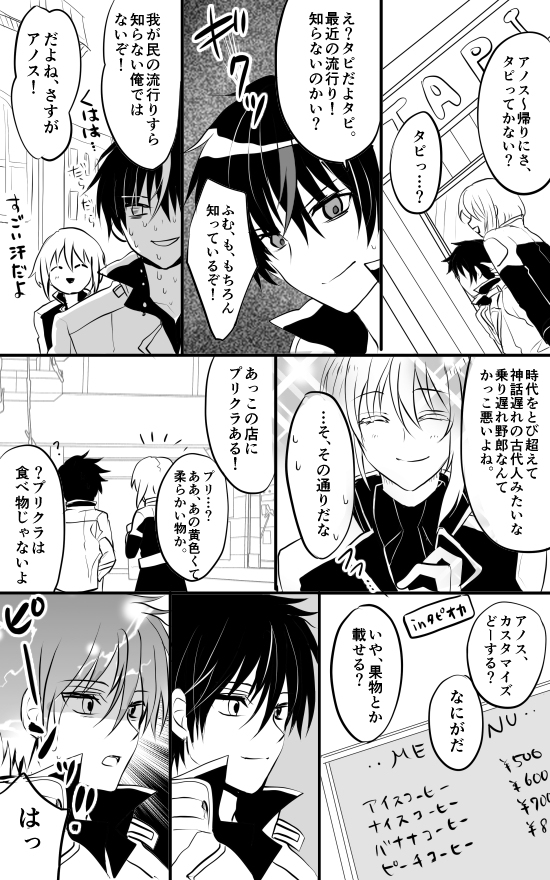 TAPI
アノス～帰りにさ、
タピってかない？
タピっ…？
え？タピだよタピ。
最近の流行り！
知らないのかい？
ギクッ
ふむ、も、もちろん
知っているぞ！
我が民の流行りすら
知らない俺では
ないぞ！
くはは…
だらだら
だよね、さすが
アノス！
すごい汗だよ
時代をとび超えて
神話遅れの古代人みたいな
乗り遅れ野郎なんて
かっこ悪いよね。
…そ、その通りだな
あっこの店に
プリクラある！
プリ…？
ああ、あの黄色くて
柔らかい物か。
？
？プリクラは
食べ物じゃないよ
inタピオカ
アノス、
カスタマイズ
どーする？
なにがだ
いや、果物とか
載せる？
‥MENU‥
アイスコーヒー ¥500
ナイスコーヒー ¥600
バナナコーヒー ¥700
ピーチコーヒー ¥8
ピロ
はっ